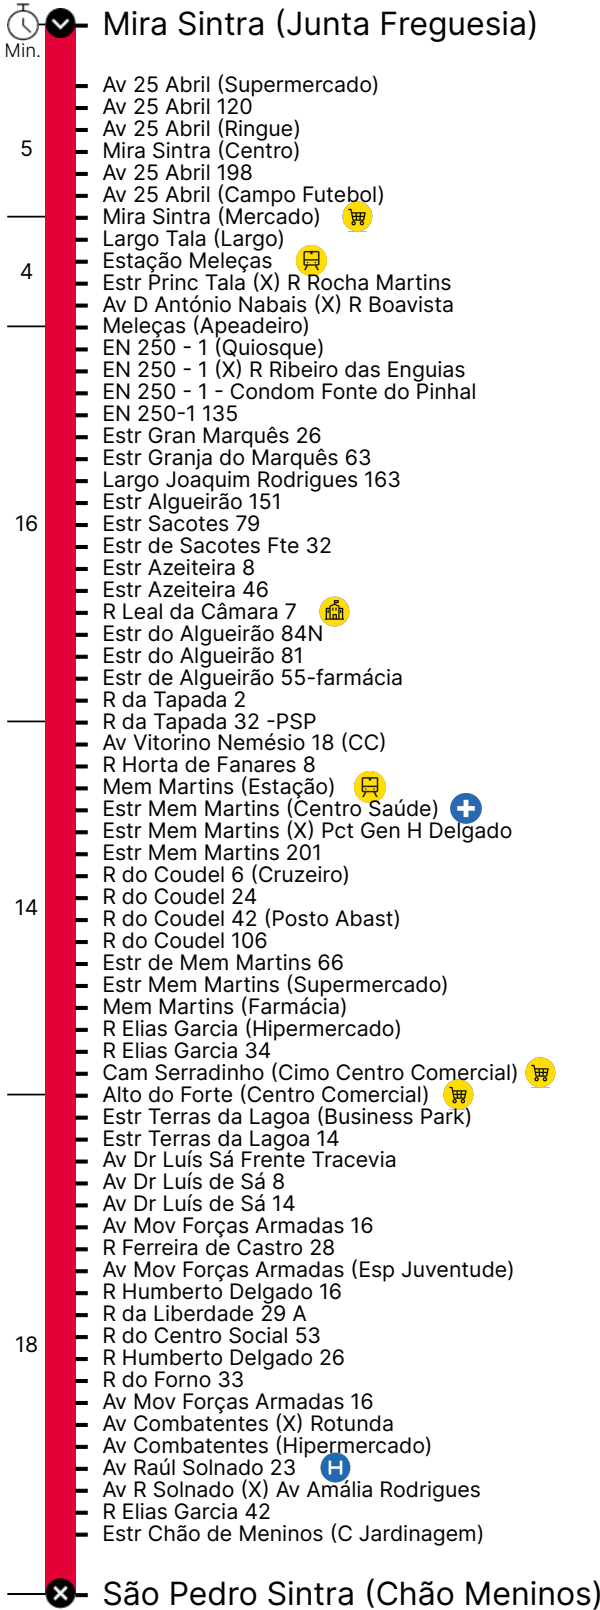 Mira Sintra (Junta Freguesia)
Min.
Av 25 Abril (Supermercado)
Av 25 Abril 120
Av 25 Abril (Ringue)
5
Mira Sintra (Centro)
Av 25 Abril 198
Av 25 Abril (Campo Futebol)
Mira Sintra (Mercado)
Largo Tala (Largo)
Estação Meleças
4
Estr Princ Tala (X) R Rocha Martins
Av D António Nabais (X) R Boavista
Meleças (Apeadeiro)
EN 250 - 1 (Quiosque)
EN 250 - 1 (X) R Ribeiro das Enguias
EN 250 - 1 - Condom Fonte do Pinhal
EN 250-1 135
Estr Gran Marquês 26
Estr Granja do Marquês 63
Largo Joaquim Rodrigues 163
Estr Algueirão 151
16
Estr Sacotes 79
Estr de Sacotes Fte 32
Estr Azeiteira 8
Estr Azeiteira 46
R Leal da Câmara 7
Estr do Algueirão 84N
Estr do Algueirão 81
Estr de Algueirão 55-farmácia
R da Tapada 2
R da Tapada 32 -PSP
Av Vitorino Nemésio 18 (CC)
R Horta de Fanares 8
Mem Martins (Estação)
Estr Mem Martins (Centro Saúde)
Estr Mem Martins (X) Pct Gen H Delgado
Estr Mem Martins 201
R do Coudel 6 (Cruzeiro)
R do Coudel 24
14
R do Coudel 42 (Posto Abast)
R do Coudel 106
Estr de Mem Martins 66
Estr Mem Martins (Supermercado)
Mem Martins (Farmácia)
R Elias Garcia (Hipermercado)
R Elias Garcia 34
Cam Serradinho (Cimo Centro Comercial)
Alto do Forte (Centro Comercial)
Estr Terras da Lagoa (Business Park)
Estr Terras da Lagoa 14
Av Dr Luís Sá Frente Tracevia
Av Dr Luís de Sá 8
Av Dr Luís de Sá 14
Av Mov Forças Armadas 16
R Ferreira de Castro 28
Av Mov Forças Armadas (Esp Juventude)
R Humberto Delgado 16
R da Liberdade 29 A
R do Centro Social 53
18
R Humberto Delgado 26
R do Forno 33
Av Mov Forças Armadas 16
Av Combatentes (X) Rotunda
Av Combatentes (Hipermercado)
Av Raúl Solnado 23 H
Av R Solnado (X) Av Amália Rodrigues
R Elias Garcia 42
Estr Chão de Meninos (C Jardinagem)
São Pedro Sintra (Chão Meninos)